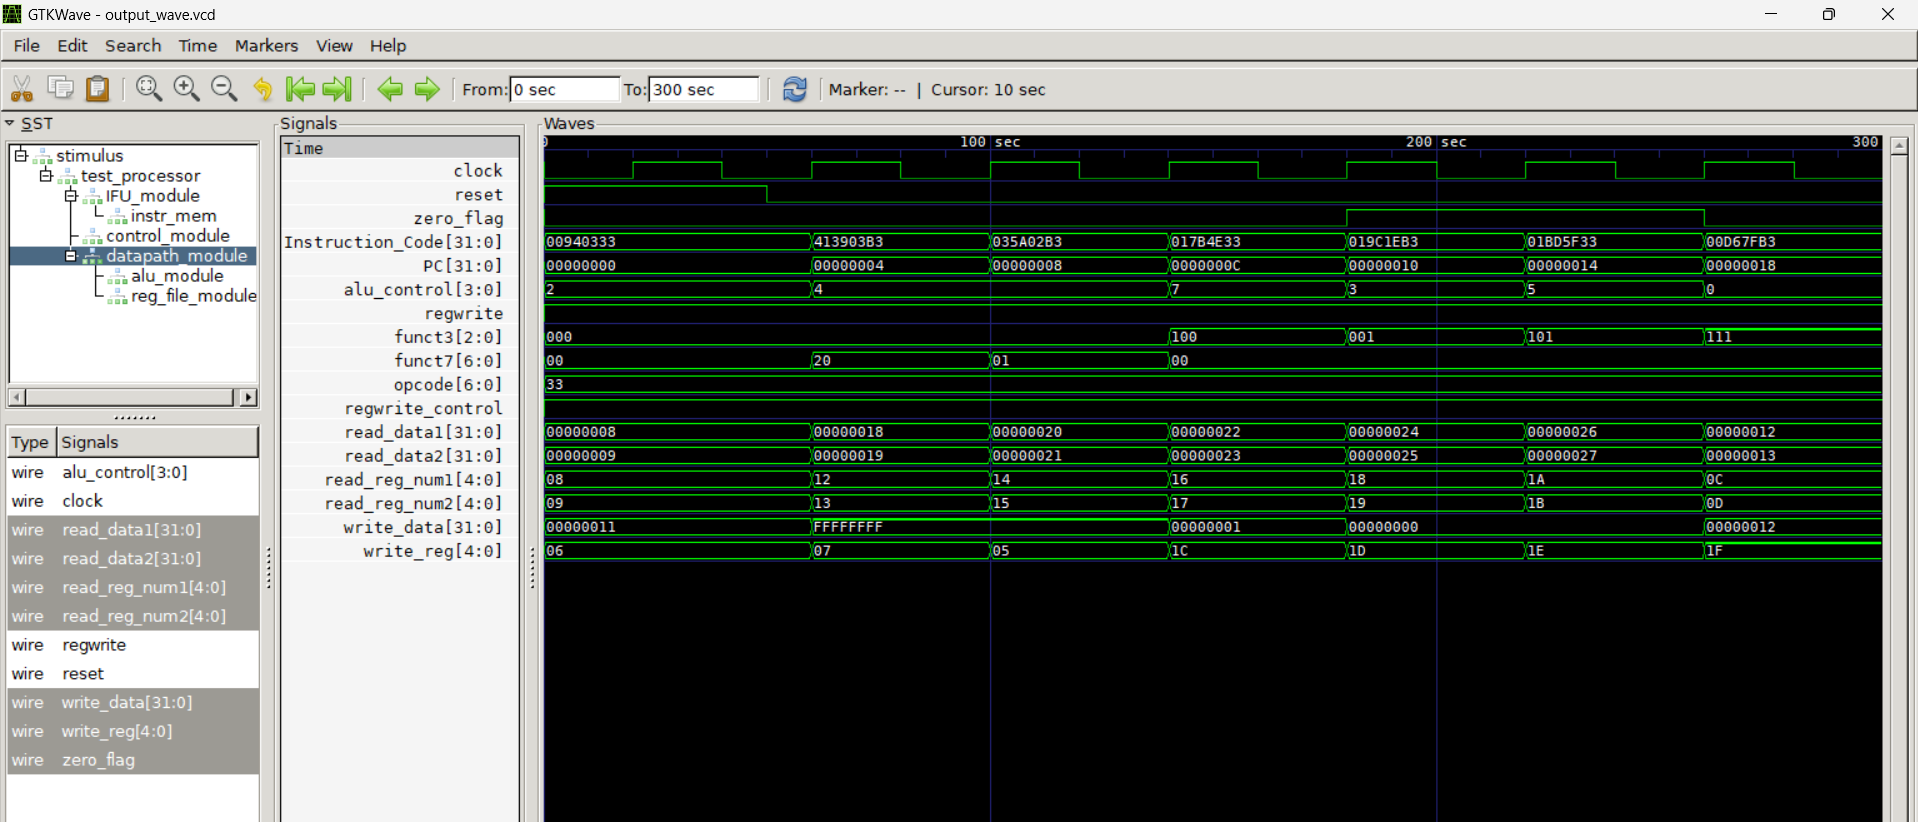 GTKWave - output_wave.vcd
File Edit Search Time Markers View Help
From: 0 sec To: 300 sec Marker: -- | Cursor: 10 sec
SST
stimulus
test_processor
IFU_module
instr_mem
control_module
datapath_module
alu_module
reg_file_module
Type Signals
wire alu_control[3:0]
wire clock
wire read_data1[31:0]
wire read_data2[31:0]
wire read_reg_num1[4:0]
wire read_reg_num2[4:0]
wire regwrite
wire reset
wire write_data[31:0]
wire write_reg[4:0]
wire zero_flag
Signals
Time
clock
reset
zero_flag
Instruction_Code[31:0]
PC[31:0]
alu_control[3:0]
regwrite
funct3[2:0]
funct7[6:0]
opcode[6:0]
regwrite_control
read_data1[31:0]
read_data2[31:0]
read_reg_num1[4:0]
read_reg_num2[4:0]
write_data[31:0]
write_reg[4:0]
Waves
0 100 sec 200 sec 300
00940333 413903B3 035A02B3 017B4E33 019C1EB3 01BD5F33 00D67FB3
00000000 00000004 00000008 0000000C 00000010 00000014 00000018
2 4 7 3 5 0
000 100 001 101 111
00 20 01 00
33
00000008 00000018 00000020 00000022 00000024 00000026 00000012
00000009 00000019 00000021 00000023 00000025 00000027 00000013
08 12 14 16 18 1A 0C
09 13 15 17 19 1B 0D
00000011 FFFFFFFF 00000001 00000000 00000012
06 07 05 1C 1D 1E 1F